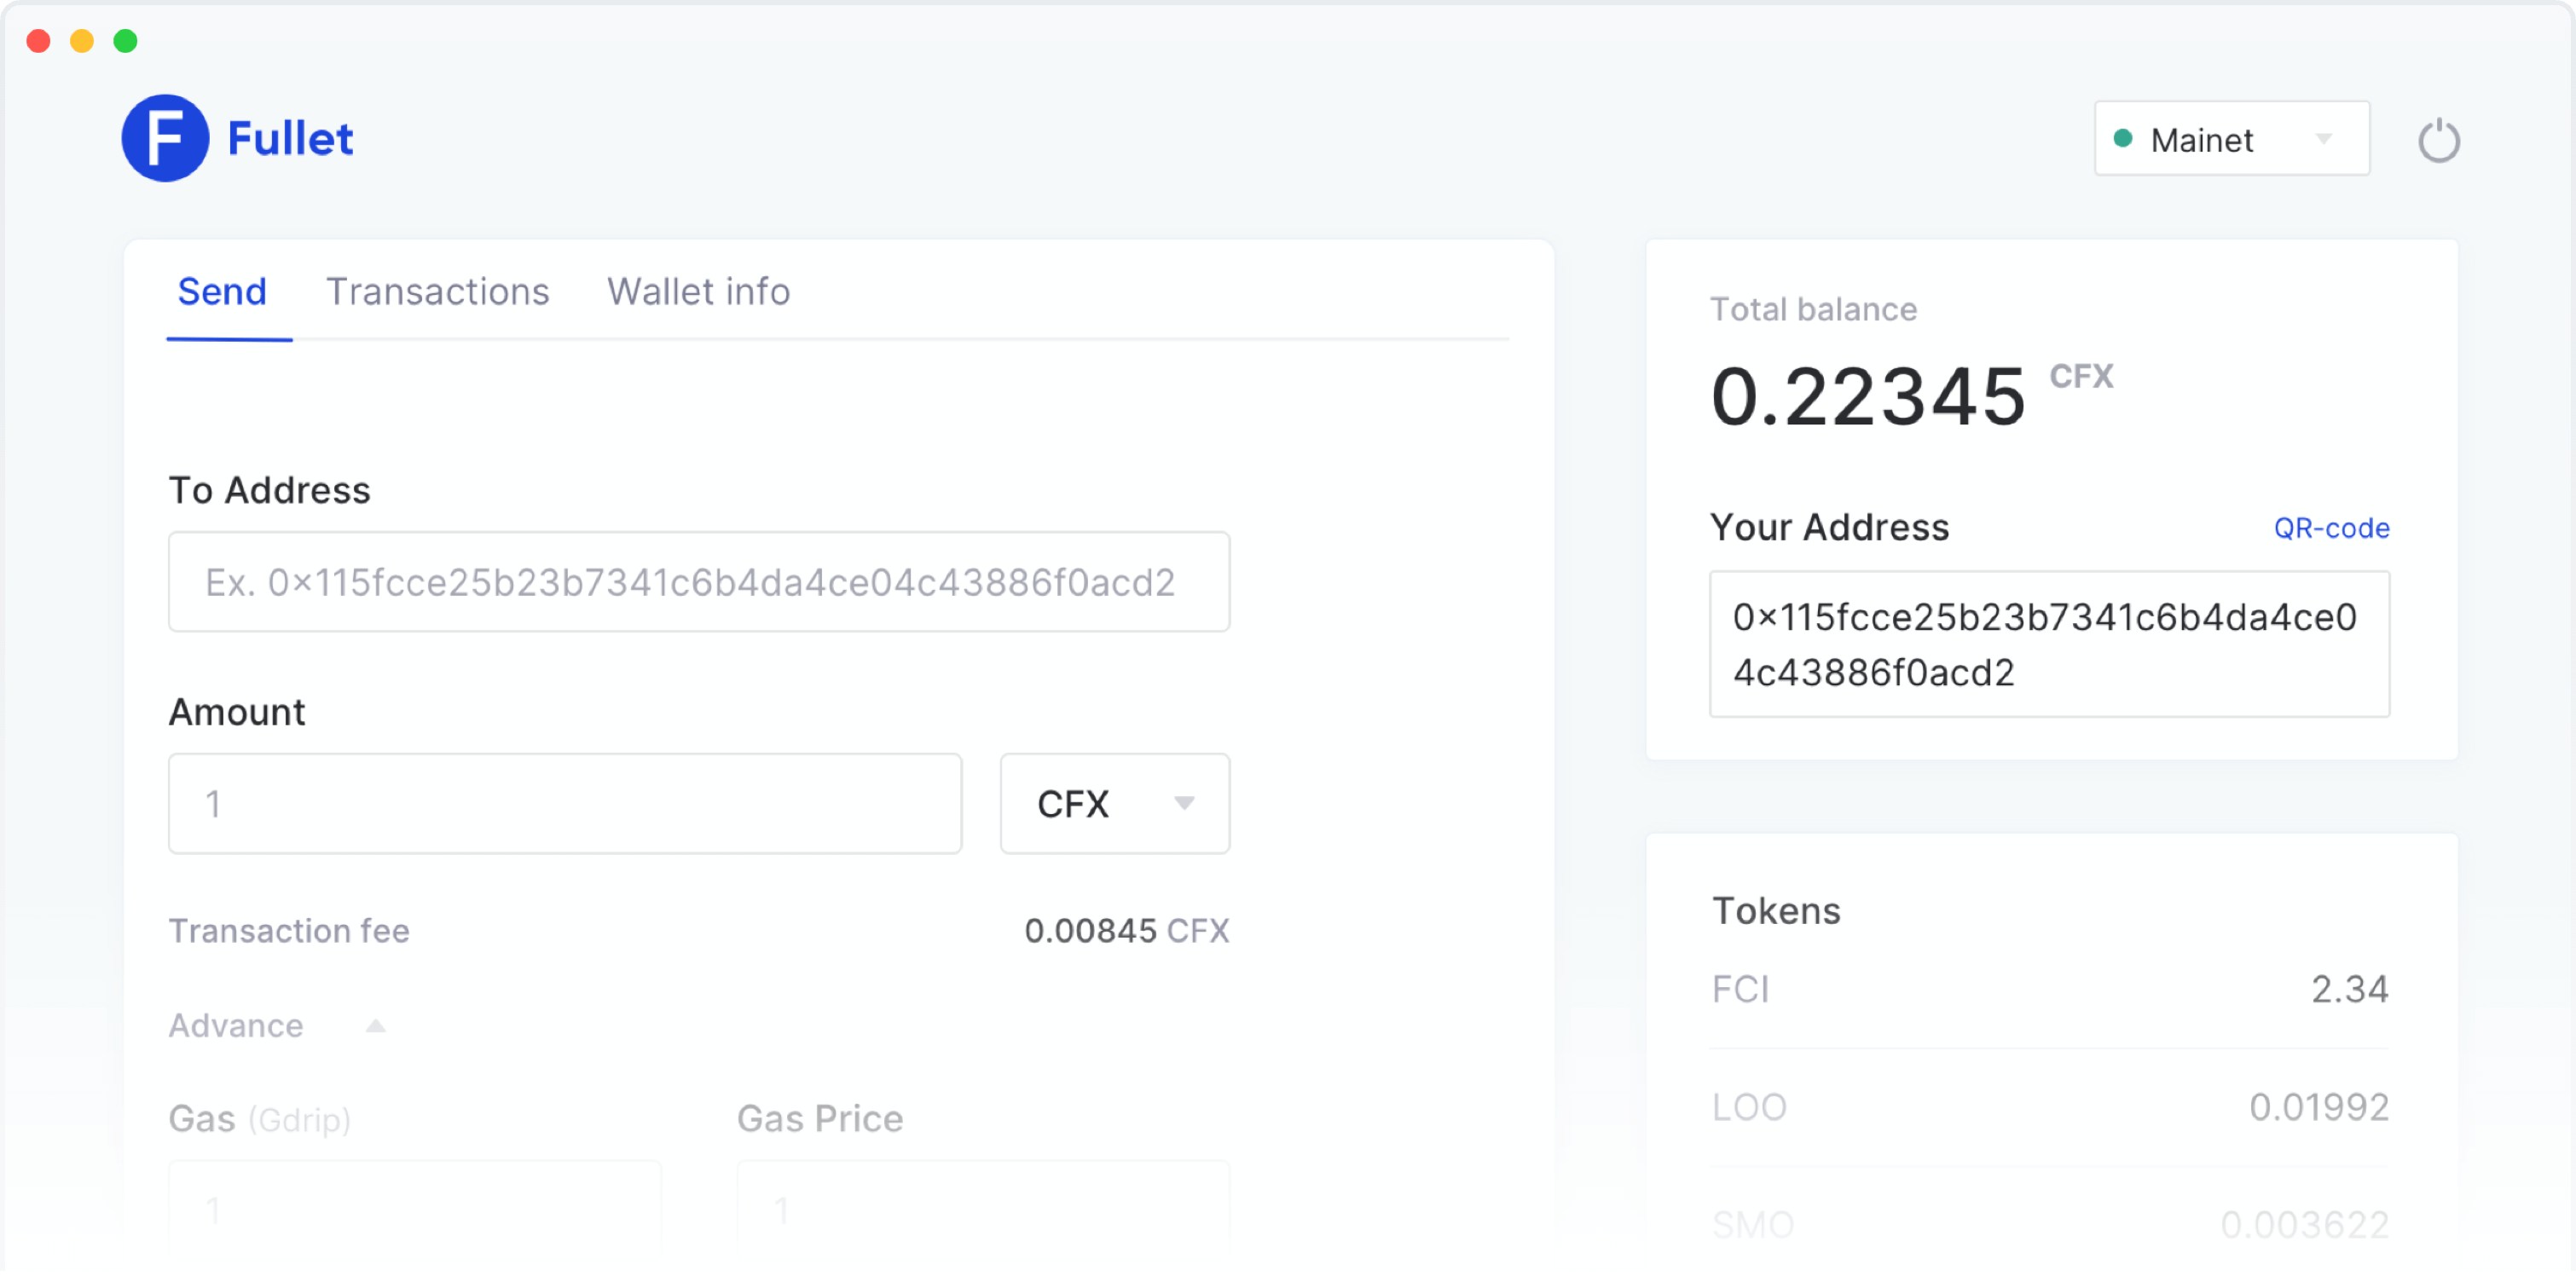 F Fullet
Mainet
Send Transactions Wallet info
To Address
Ex. 0×115fcce25b23b7341c6b4da4ce04c43886f0acd2
Amount
1 CFX
Transaction fee 0.00845 CFX
Advance
Gas (Gdrip) Gas Price
1 1
Total balance
0.22345 CFX
Your Address QR-code
0×115fcce25b23b7341c6b4da4ce0
4c43886f0acd2
Tokens
FCI 2.34
LOO 0.01992
SMO 0.003622